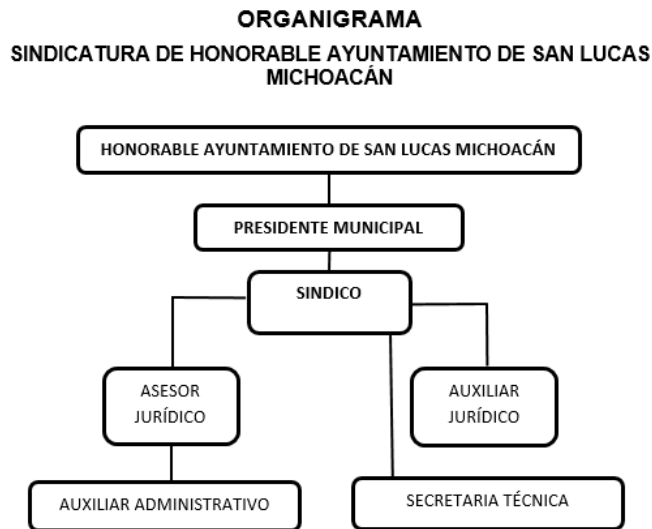 ORGANIGRAMA
SINDICATURA DE HONORABLE AYUNTAMIENTO DE SAN LUCAS
MICHOACÁN
HONORABLE AYUNTAMIENTO DE SAN LUCAS MICHOACÁN
PRESIDENTE MUNICIPAL
SINDICO
ASESOR
JURÍDICO
AUXILIAR
JURÍDICO
AUXILIAR ADMINISTRATIVO
SECRETARIA TÉCNICA